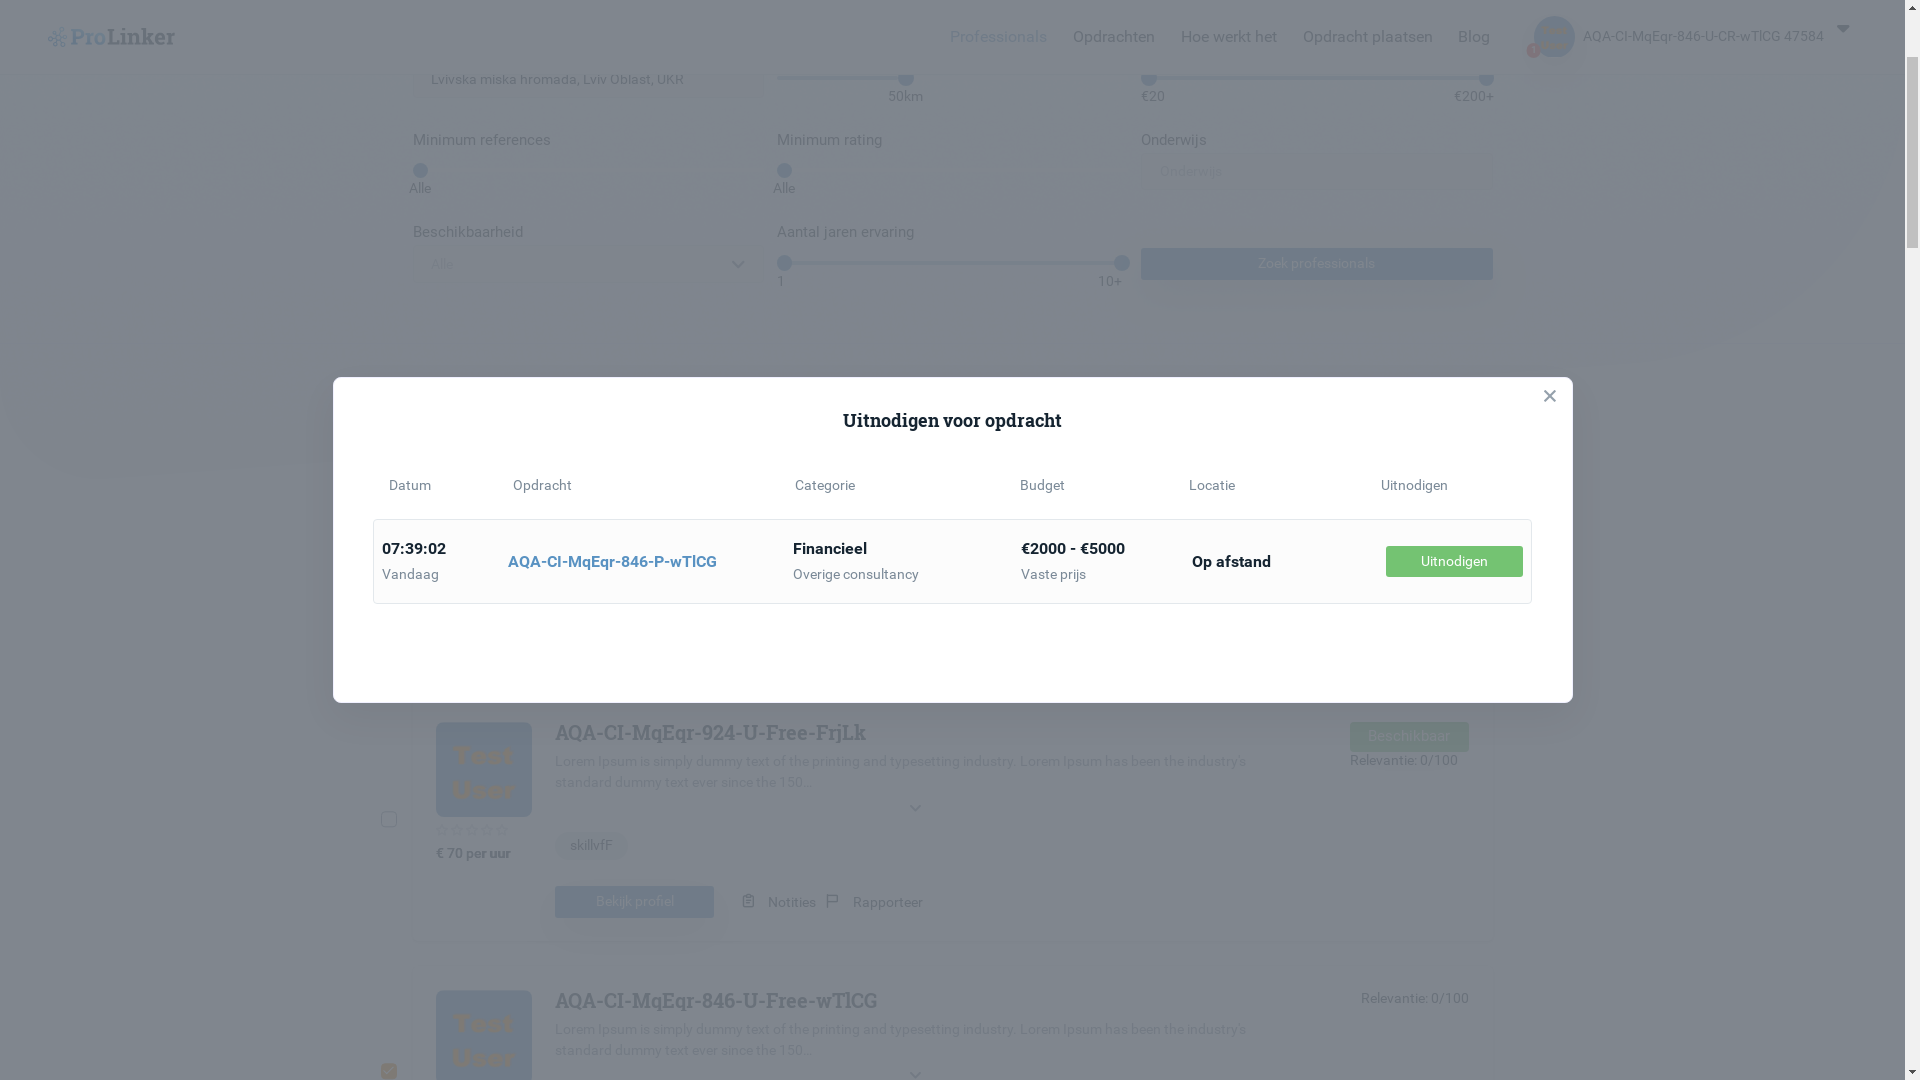 ProLinker
Professionals
Opdrachten
Hoe werkt het
Opdracht plaatsen
Blog
AQA-CI-MqEqr-846-U-CR-wTlCG 47584
Lvivska miska hromada, Lviv Oblast, UKR
50km
€20
€200+
Minimum references
Minimum rating
Onderwijs
Onderwijs
Alle
Alle
Beschikbaarheid
Aantal jaren ervaring
Alle
Zoek professionals
1
10+
Uitnodigen voor opdracht
Datum
Opdracht
Categorie
Budget
Locatie
Uitnodigen
07:39:02
Vandaag
AQA-CI-MqEqr-846-P-wTlCG
Financieel
Overige consultancy
€2000 - €5000
Vaste prijs
Op afstand
Uitnodigen
Test
User
AQA-CI-MqEqr-924-U-Free-FrjLk
Beschikbaar
Relevantie: 0/100
Lorem Ipsum is simply dummy text of the printing and typesetting industry. Lorem Ipsum has been the industry's
standard dummy text ever since the 150...
€ 70 per uur
skillvfF
Bekijk profiel
Notities
Rapporteer
Test
User
AQA-CI-MqEqr-846-U-Free-wTlCG
Relevantie: 0/100
Lorem Ipsum is simply dummy text of the printing and typesetting industry. Lorem Ipsum has been the industry's
standard dummy text ever since the 150...